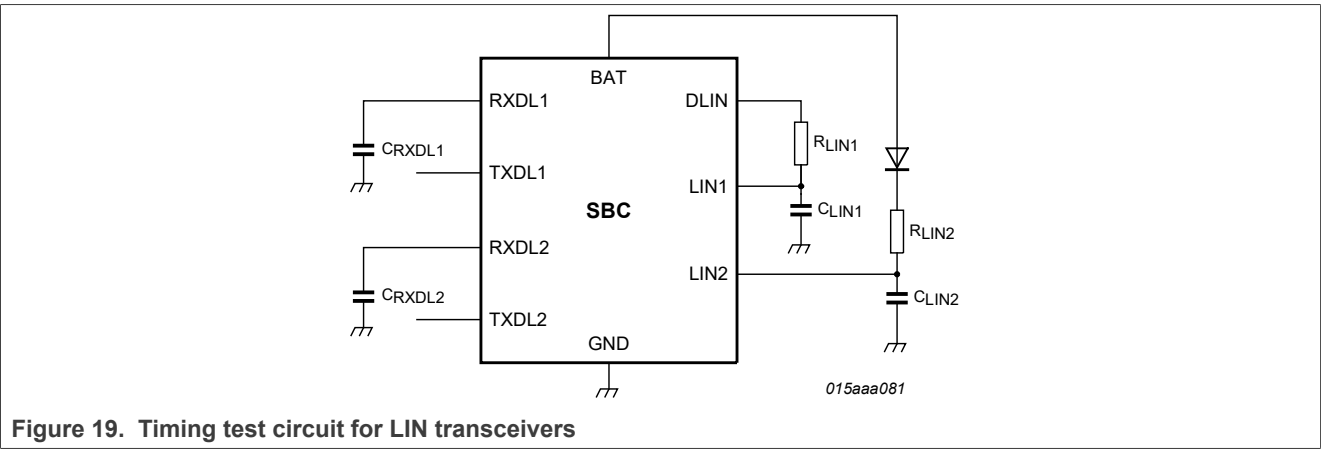 BAT
RXDL1
DLIN
RLIN1
CRXDL1
TXDL1
LIN1
SBC
CLIN1
RLIN2
RXDL2
LIN2
CRXDL2
CLIN2
TXDL2
GND
015aaa081
Figure 19. Timing test circuit for LIN transceivers